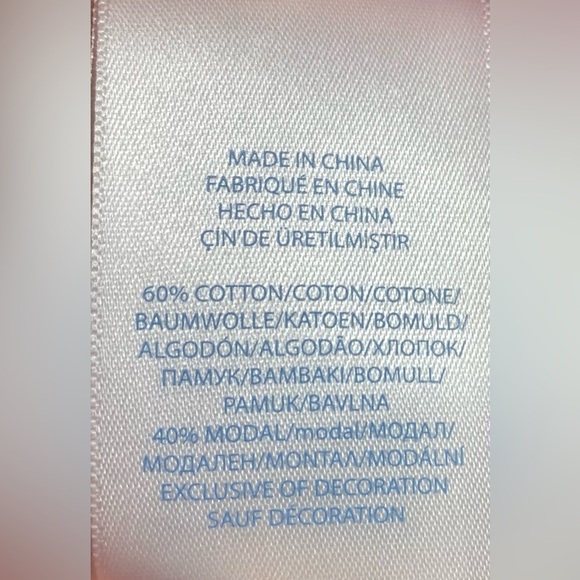 MADE IN CHINA
FABRIQUÉ EN CHINE
HECHO EN CHINA
ÇİN'DE ÜRETİLMİŞTİR
60% COTTON/COTON/COTONE/
BAUMWOLLE/KATOEN/BOMULD/
ALGODÓN/ALGODÃO/ХЛОПОК/
ПАМУК/BAMBAKI/BOMULL/
PAMUK/BAVLNA
40% MODAL/modal/МОДАЛ/
МОДАЛЕН/ΜΟΝΤΑΛ/MODÁLNÍ
EXCLUSIVE OF DECORATION
SAUF DÉCORATION